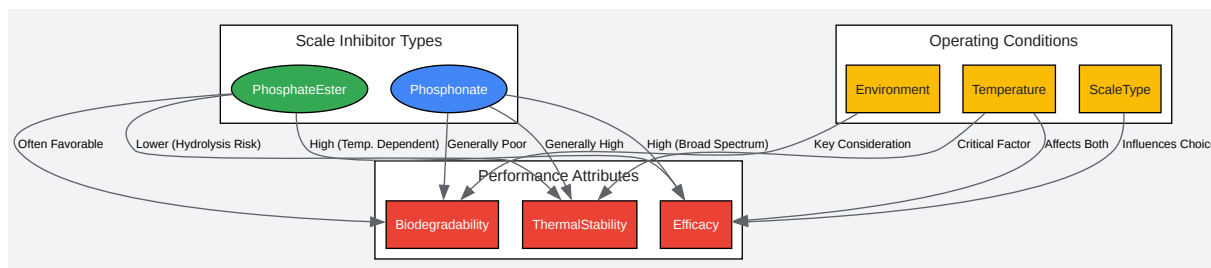 Scale Inhibitor Types
Operating Conditions
PhosphateEster
Phosphonate
Environment
Temperature
ScaleType
Often Favorable
Lower (Hydrolysis Risk)
High (Temp. Dependent)
Generally Poor
Generally High
High (Broad Spectrum)
Key Consideration
Critical Factor
Affects Both
Influences Choice
Performance Attributes
Biodegradability
ThermalStability
Efficacy